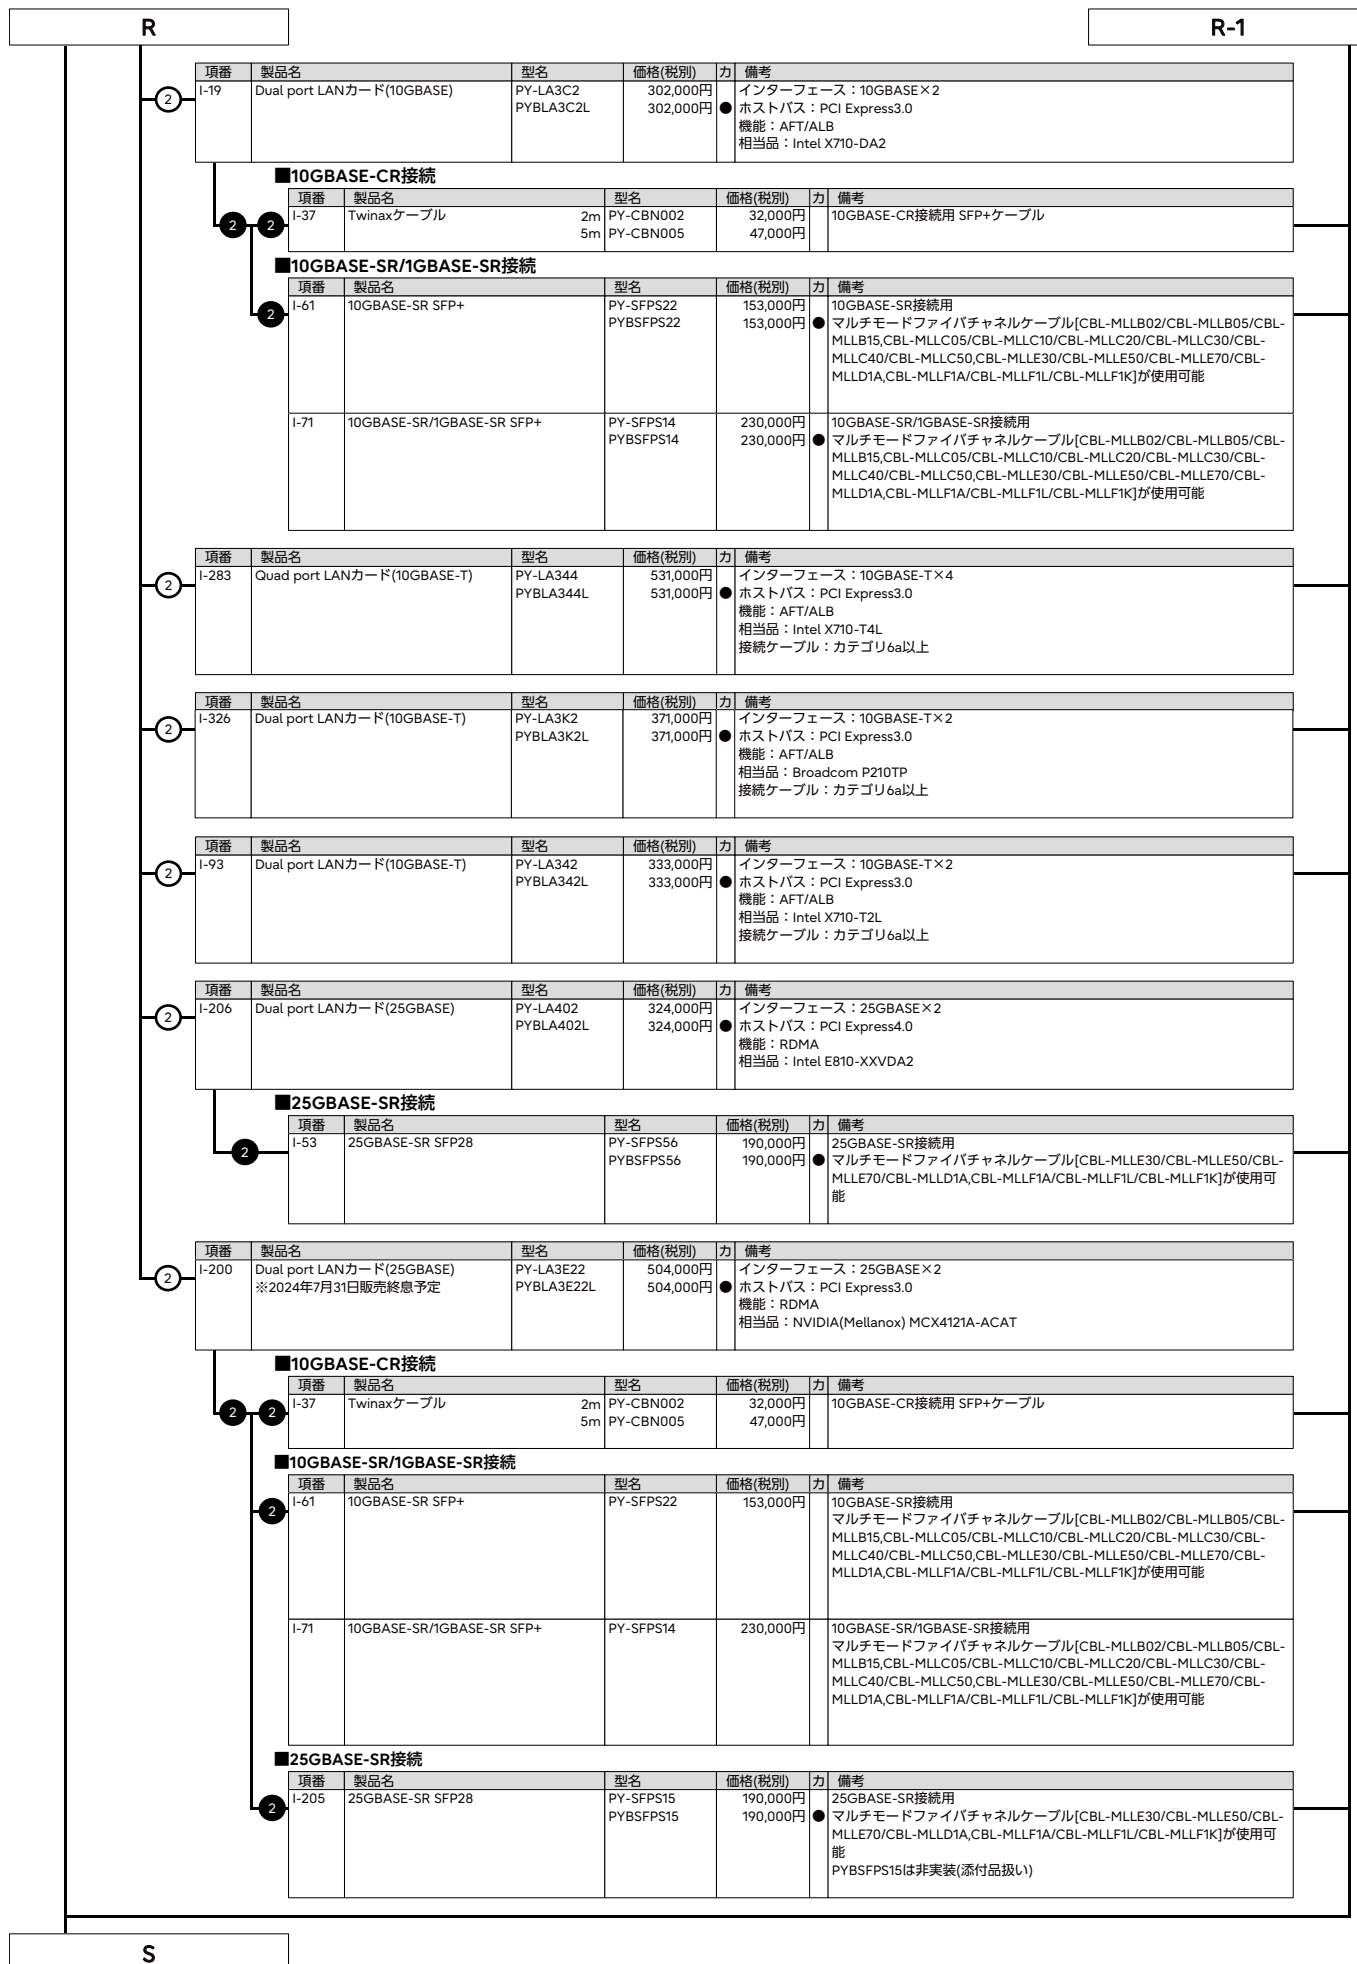 R
R-1
項番 製品名 型名 価格(税別) カ 備考
I-19 Dual port LANカード(10GBASE) PY-LA3C2 302,000円 インターフェース：10GBASE×2
PYBLA3C2L 302,000円 ● ホストバス：PCI Express3.0
機能：AFT/ALB
相当品：Intel X710-DA2
2
■10GBASE-CR接続
項番 製品名 型名 価格(税別) カ 備考
I-37 Twinaxケーブル 2m PY-CBN002 32,000円 10GBASE-CR接続用 SFP+ケーブル
5m PY-CBN005 47,000円
2 2
■10GBASE-SR/1GBASE-SR接続
項番 製品名 型名 価格(税別) カ 備考
I-61 10GBASE-SR SFP+ PY-SFPS22 153,000円 10GBASE-SR接続用
PYBSFPS22 153,000円 ● マルチモードファイバチャネルケーブル[CBL-MLLB02/CBL-MLLB05/CBL-
MLLB15,CBL-MLLC05/CBL-MLLC10/CBL-MLLC20/CBL-MLLC30/CBL-
MLLC40/CBL-MLLC50,CBL-MLLE30/CBL-MLLE50/CBL-MLLE70/CBL-
MLLD1A,CBL-MLLF1A/CBL-MLLF1L/CBL-MLLF1K]が使用可能
2
I-71 10GBASE-SR/1GBASE-SR SFP+ PY-SFPS14 230,000円 10GBASE-SR/1GBASE-SR接続用
PYBSFPS14 230,000円 ● マルチモードファイバチャネルケーブル[CBL-MLLB02/CBL-MLLB05/CBL-
MLLB15,CBL-MLLC05/CBL-MLLC10/CBL-MLLC20/CBL-MLLC30/CBL-
MLLC40/CBL-MLLC50,CBL-MLLE30/CBL-MLLE50/CBL-MLLE70/CBL-
MLLD1A,CBL-MLLF1A/CBL-MLLF1L/CBL-MLLF1K]が使用可能
項番 製品名 型名 価格(税別) カ 備考
I-283 Quad port LANカード(10GBASE-T) PY-LA344 531,000円 インターフェース：10GBASE-T×4
PYBLA344L 531,000円 ● ホストバス：PCI Express3.0
機能：AFT/ALB
相当品：Intel X710-T4L
接続ケーブル：カテゴリ6a以上
2
項番 製品名 型名 価格(税別) カ 備考
I-326 Dual port LANカード(10GBASE-T) PY-LA3K2 371,000円 インターフェース：10GBASE-T×2
PYBLA3K2L 371,000円 ● ホストバス：PCI Express3.0
機能：AFT/ALB
相当品：Broadcom P210TP
接続ケーブル：カテゴリ6a以上
2
項番 製品名 型名 価格(税別) カ 備考
I-93 Dual port LANカード(10GBASE-T) PY-LA342 333,000円 インターフェース：10GBASE-T×2
PYBLA342L 333,000円 ● ホストバス：PCI Express3.0
機能：AFT/ALB
相当品：Intel X710-T2L
接続ケーブル：カテゴリ6a以上
2
項番 製品名 型名 価格(税別) カ 備考
I-206 Dual port LANカード(25GBASE) PY-LA402 324,000円 インターフェース：25GBASE×2
PYBLA402L 324,000円 ● ホストバス：PCI Express4.0
機能：RDMA
相当品：Intel E810-XXVDA2
2
■25GBASE-SR接続
項番 製品名 型名 価格(税別) カ 備考
I-53 25GBASE-SR SFP28 PY-SFPS56 190,000円 25GBASE-SR接続用
PYBSFPS56 190,000円 ● マルチモードファイバチャネルケーブル[CBL-MLLE30/CBL-MLLE50/CBL-
MLLE70/CBL-MLLD1A,CBL-MLLF1A/CBL-MLLF1L/CBL-MLLF1K]が使用可
能
2
項番 製品名 型名 価格(税別) カ 備考
I-200 Dual port LANカード(25GBASE) PY-LA3E22 504,000円 インターフェース：25GBASE×2
※2024年7月31日販売終息予定 PYBLA3E22L 504,000円 ● ホストバス：PCI Express3.0
機能：RDMA
相当品：NVIDIA(Mellanox) MCX4121A-ACAT
2
■10GBASE-CR接続
項番 製品名 型名 価格(税別) カ 備考
I-37 Twinaxケーブル 2m PY-CBN002 32,000円 10GBASE-CR接続用 SFP+ケーブル
5m PY-CBN005 47,000円
2 2
■10GBASE-SR/1GBASE-SR接続
項番 製品名 型名 価格(税別) カ 備考
I-61 10GBASE-SR SFP+ PY-SFPS22 153,000円 10GBASE-SR接続用
マルチモードファイバチャネルケーブル[CBL-MLLB02/CBL-MLLB05/CBL-
MLLB15,CBL-MLLC05/CBL-MLLC10/CBL-MLLC20/CBL-MLLC30/CBL-
MLLC40/CBL-MLLC50,CBL-MLLE30/CBL-MLLE50/CBL-MLLE70/CBL-
MLLD1A,CBL-MLLF1A/CBL-MLLF1L/CBL-MLLF1K]が使用可能
2
I-71 10GBASE-SR/1GBASE-SR SFP+ PY-SFPS14 230,000円 10GBASE-SR/1GBASE-SR接続用
マルチモードファイバチャネルケーブル[CBL-MLLB02/CBL-MLLB05/CBL-
MLLB15,CBL-MLLC05/CBL-MLLC10/CBL-MLLC20/CBL-MLLC30/CBL-
MLLC40/CBL-MLLC50,CBL-MLLE30/CBL-MLLE50/CBL-MLLE70/CBL-
MLLD1A,CBL-MLLF1A/CBL-MLLF1L/CBL-MLLF1K]が使用可能
■25GBASE-SR接続
項番 製品名 型名 価格(税別) カ 備考
I-205 25GBASE-SR SFP28 PY-SFPS15 190,000円 25GBASE-SR接続用
PYBSFPS15 190,000円 ● マルチモードファイバチャネルケーブル[CBL-MLLE30/CBL-MLLE50/CBL-
MLLE70/CBL-MLLD1A,CBL-MLLF1A/CBL-MLLF1L/CBL-MLLF1K]が使用可
能
PYBSFPS15は非実装(添付品扱い)
2
S